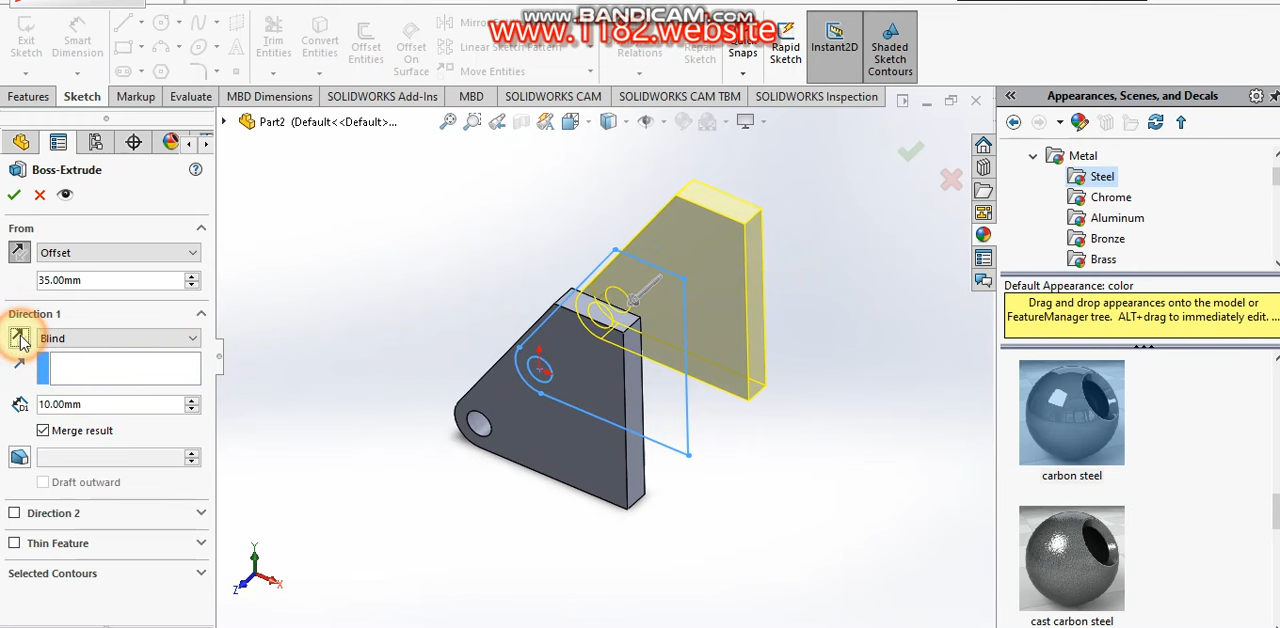 www.BANDICAM.com
www.1182.website
Exit Sketch
Smart Dimension
Trim Entities
Convert Entities
Offset Entities
Offset On Surface
Mirror
Linear Sketch Pattern
Move Entities
Relations
Repair Sketch
Quick Snaps
Rapid Sketch
Instant2D
Shaded Sketch Contours
Features
Sketch
Markup
Evaluate
MBD Dimensions
SOLIDWORKS Add-Ins
MBD
SOLIDWORKS CAM
SOLIDWORKS CAM TBM
SOLIDWORKS Inspection
Part2 (Default<<Default>...
Boss-Extrude
From
Offset
35.00mm
Direction 1
Blind
D1
10.00mm
Merge result
Draft outward
Direction 2
Thin Feature
Selected Contours
Y
X
Z
Appearances, Scenes, and Decals
Metal
Steel
Chrome
Aluminum
Bronze
Brass
Default Appearance: color
Drag and drop appearances onto the model or
FeatureManager tree. ALT+drag to immediately edit. ...
carbon steel
cast carbon steel